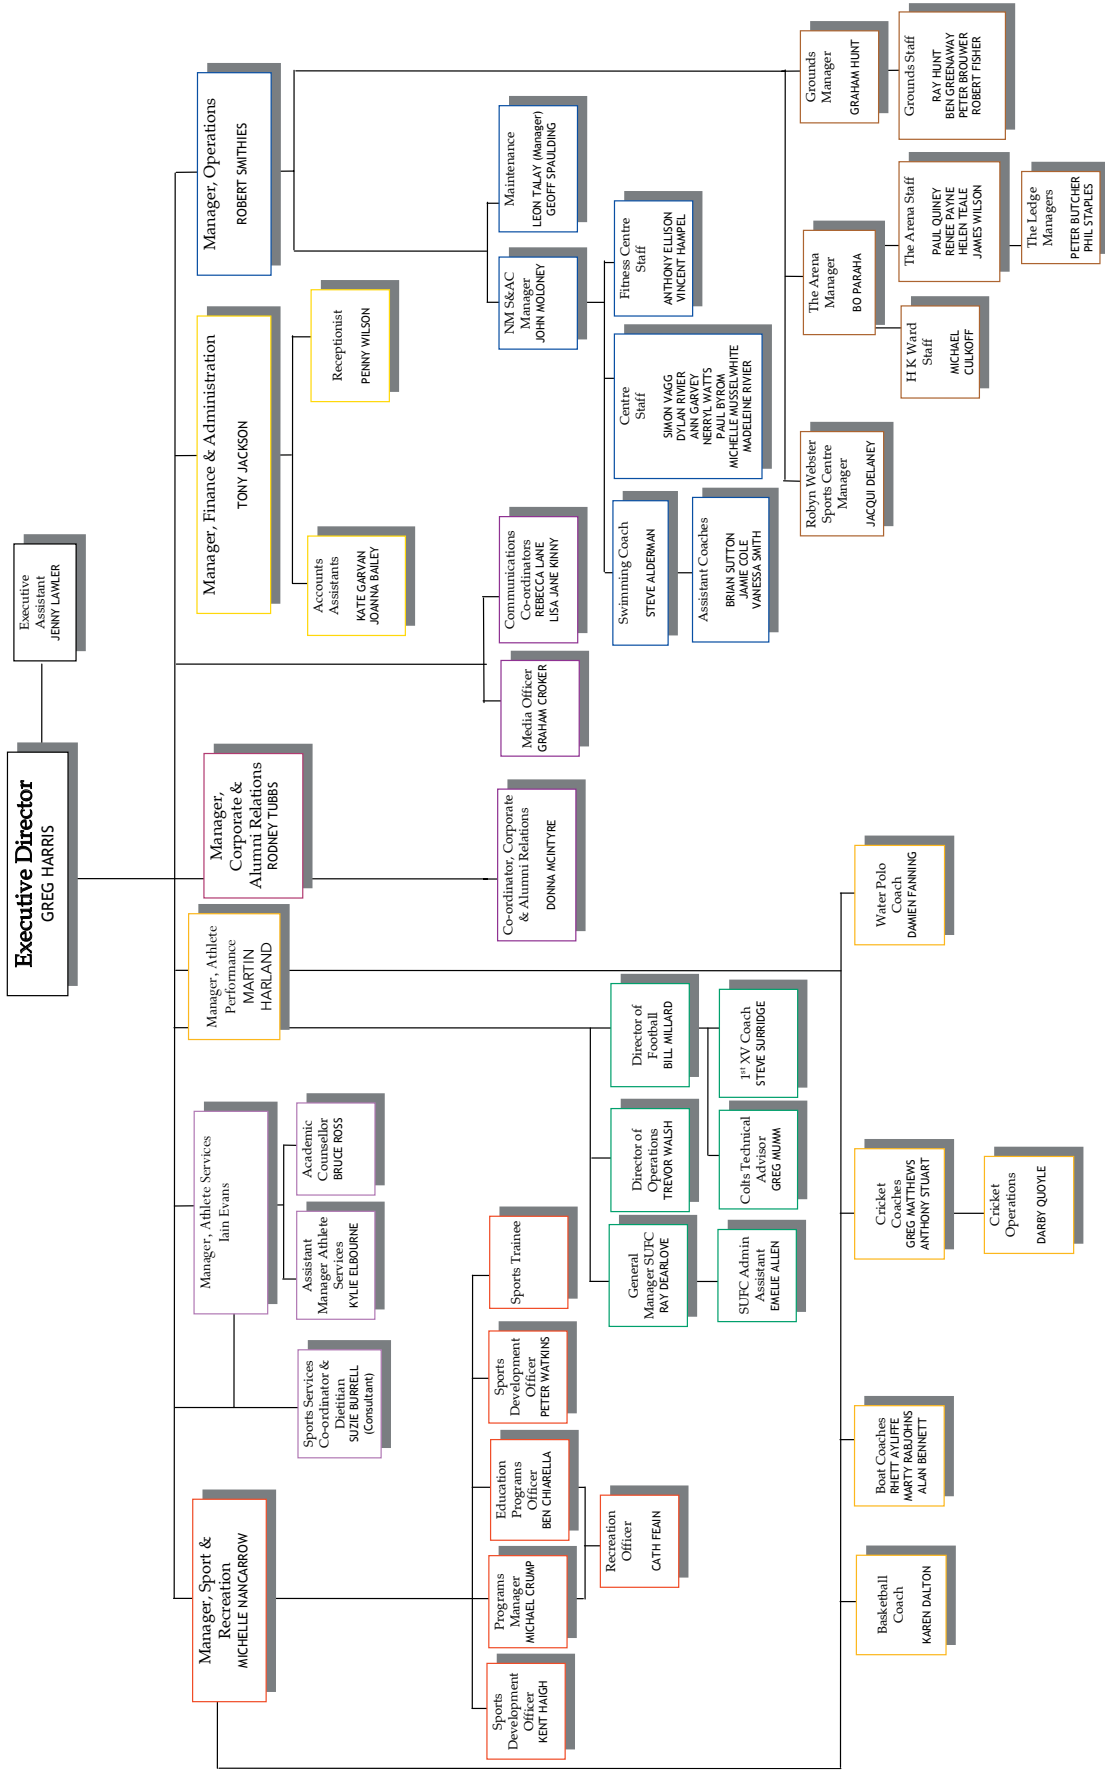 Executive Director
GREG HARRIS
Executive
Assistant
JENNY LAWLER
Manager, Sport &
Recreation
MICHELLE NANCARROW
Manager, Athlete Services
Iain Evans
Manager, Athlete
Performance
MARTIN
HARLAND
Manager,
Corporate &
Alumni Relations
RODNEY TUBBS
Manager, Finance & Administration
TONY JACKSON
Manager, Operations
ROBERT SMITHIES
Sports Services
Co-ordinator &
Dietitian
SUZIE BURRELL
(Consultant)
Assistant
Manager Athlete
Services
KYLIE ELBOURNE
Academic
Counsellor
BRUCE ROSS
Accounts
Assistants
KATE GARVAN
JOANNA BAILEY
Receptionist
PENNY WILSON
Sports
Development
Officer
KENT HAIGH
Programs
Manager
MICHAEL CRUMP
Education
Programs
Officer
BEN CHIARELLA
Sports
Development
Officer
PETER WATKINS
Sports Trainee
Co-ordinator, Corporate
& Alumni Relations
DONNA MCINTYRE
Media Officer
GRAHAM CROKER
Communications
Co-ordinators
REBECCA LANE
LISA JANE KINNY
NM S&AC
Manager
JOHN MOLONEY
Maintenance
LEON TALAY (Manager)
GEOFF SPAULDING
Recreation
Officer
CATH FEAIN
General
Manager SUFC
RAY DEARLOVE
Director of
Operations
TREVOR WALSH
Director of
Football
BILL MILLARD
Swimming Coach
STEVE ALDERMAN
Centre
Staff
SIMON VAGG
DYLAN RIVIER
ANN GARVEY
NERRYL WATTS
PAUL BYROM
MICHELLE MUSSELWHITE
MADELEINE RIVIER
Fitness Centre
Staff
ANTHONY ELLISON
VINCENT HAMPEL
SUFC Admin
Assistant
EMELIE ALLEN
Colts Technical
Advisor
GREG MUMM
1st XV Coach
STEVE SURRIDGE
Assistant Coaches
BRIAN SUTTON
JAMIE COLE
VANESSA SMITH
Robyn Webster
Sports Centre
Manager
JACQUI DELANEY
The Arena
Manager
BO PARAHA
Grounds
Manager
GRAHAM HUNT
Basketball
Coach
KAREN DALTON
Boat Coaches
RHETT AYLIFFE
MARTY RABJOHNS
ALAN BENNETT
Cricket
Coaches
GREG MATTHEWS
ANTHONY STUART
Water Polo
Coach
DAMIEN FANNING
H K Ward
Staff
MICHAEL
CULKOFF
The Arena Staff
PAUL QUINEY
RENEE PAYNE
HELEN TEALE
JAMES WILSON
Grounds Staff
RAY HUNT
BEN GREENAWAY
PETER BROUWER
ROBERT FISHER
Cricket
Operations
DARBY QUOYLE
The Ledge
Managers
PETER BUTCHER
PHIL STAPLES